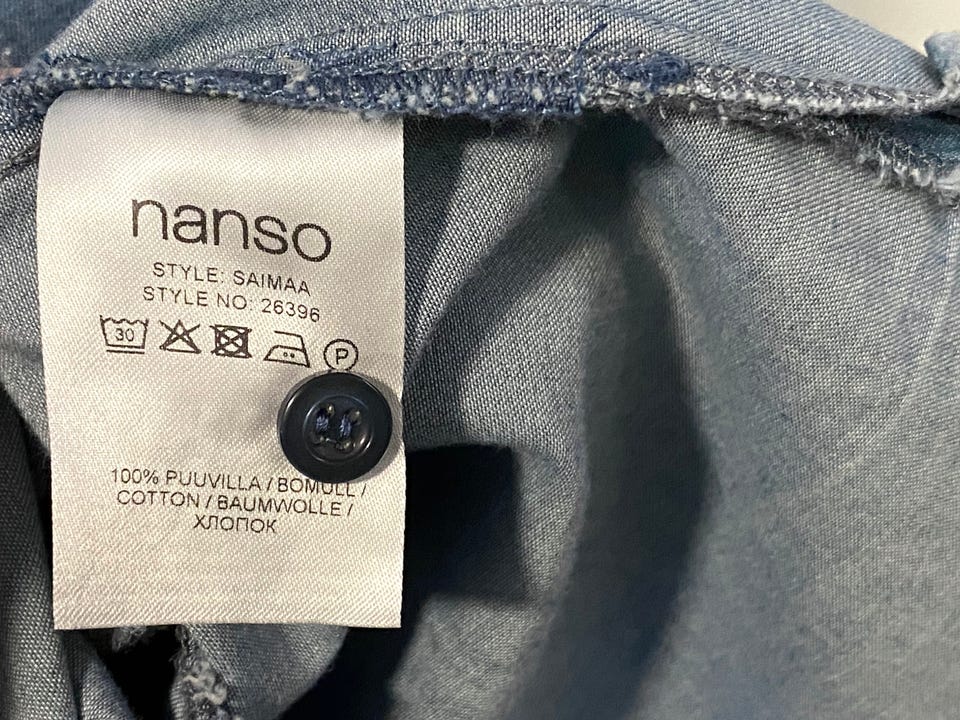 nanso
STYLE: SAIMAA
STYLE NO: 26396
30
P
100% PUUVILLA / BOMULL /
COTTON / BAUMWOLLE /
ХЛОПОК